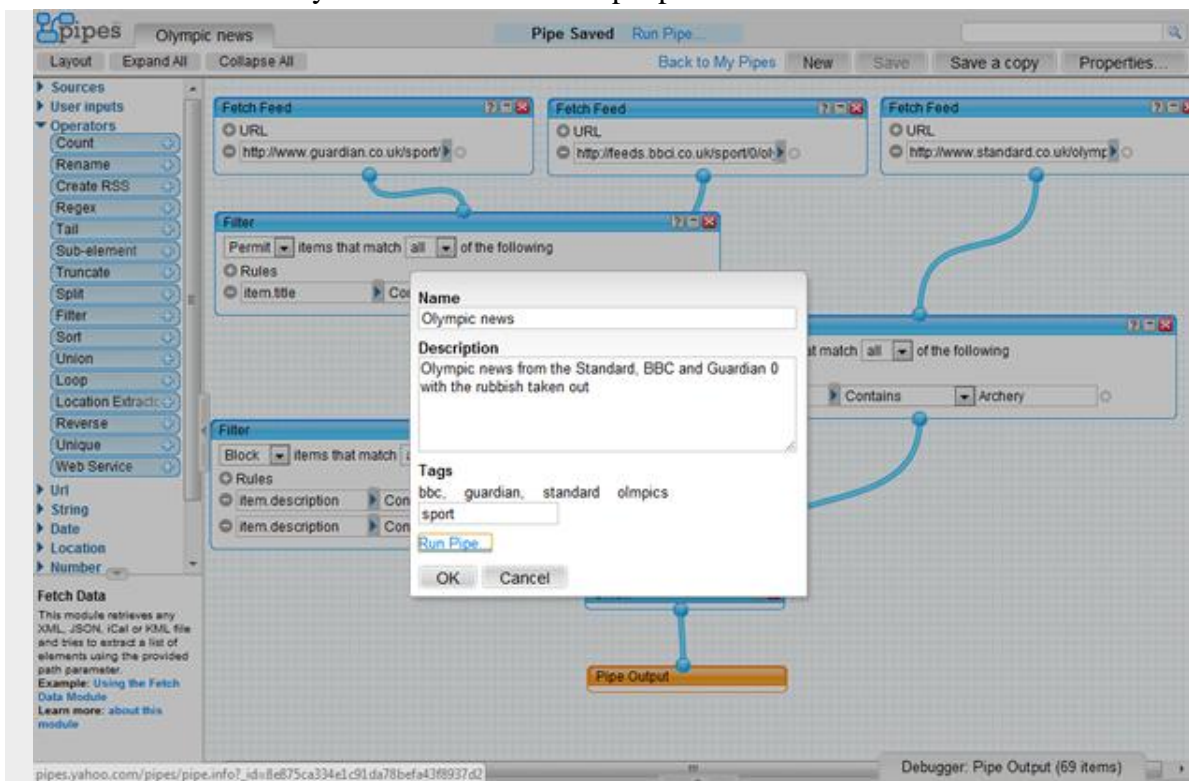 pipes
Olympic news
Pipe Saved Run Pipe...
Layout Expand All Collapse All
Back to My Pipes New Save Save a copy Properties...
Sources
User inputs
Operators
Count
Rename
Create RSS
Regex
Tail
Sub-element
Truncate
Split
Filter
Sort
Union
Loop
Location Extractor
Reverse
Unique
Web Service
Url
String
Date
Location
Number
Fetch Data
This module retrieves any
XML, JSON, iCal or KML file
and tries to extract a list of
elements using the provided
path parameter.
Example: Using the Fetch
Data Module
Learn more: about this
module
Fetch Feed
URL
http://www.guardian.co.uk/sport/
Fetch Feed
URL
http://feeds.bbci.co.uk/sport/0/ol
Fetch Feed
URL
http://www.standard.co.uk/olymp
Filter
Permit items that match all of the following
Rules
item.title
at match all of the following
Contains Archery
Filter
Block items that match
Rules
item.description Con
item.description Con
Name
Olympic news
Description
Olympic news from the Standard, BBC and Guardian 0
with the rubbish taken out
Tags
bbc, guardian, standard olmpics
sport
Run Pipe...
OK Cancel
Pipe Output
pipes.yahoo.com/pipes/pipe.info?_id=8e875ca334e1c91da78befa43f8937d2
Debugger: Pipe Output (69 items)